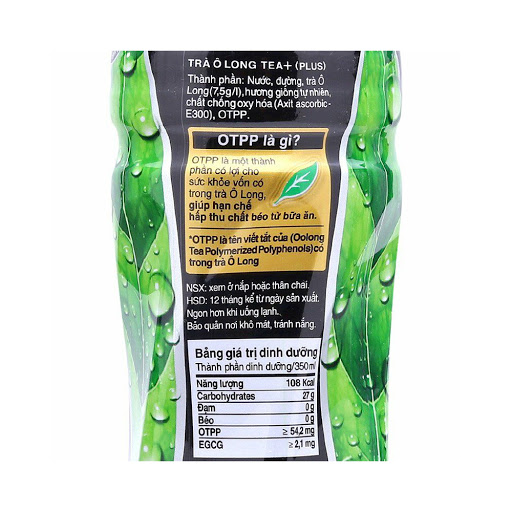 TRÀ Ô LONG TEA+ (PLUS)
Thành phần: Nước, đường, trà Ô
Long (7,5g/l), hương giống tự nhiên,
chất chống oxy hóa (Axit ascorbic-
E300), OTPP.
OTPP là gì?
OTPP là một thành
phần có lợi cho
sức khỏe vốn có
trong trà Ô Long,
giúp hạn chế
hấp thu chất béo từ bữa ăn.
*OTPP là tên viết tắt của (Oolong
Tea Polymerized Polyphenols) có
trong trà Ô Long
NSX: xem ở nắp hoặc thân chai.
HSD: 12 tháng kể từ ngày sản xuất.
Ngon hơn khi uống lạnh.
Bảo quản nơi khô mát, tránh nắng.
Bảng giá trị dinh dưỡng
Thành phần dinh dưỡng/350ml
Năng lượng 108 Kcal
Carbohydrates 27 g
Đạm 0 g
Béo 0 g
OTPP ≥ 54,2 mg
EGCG ≥ 2,1 mg